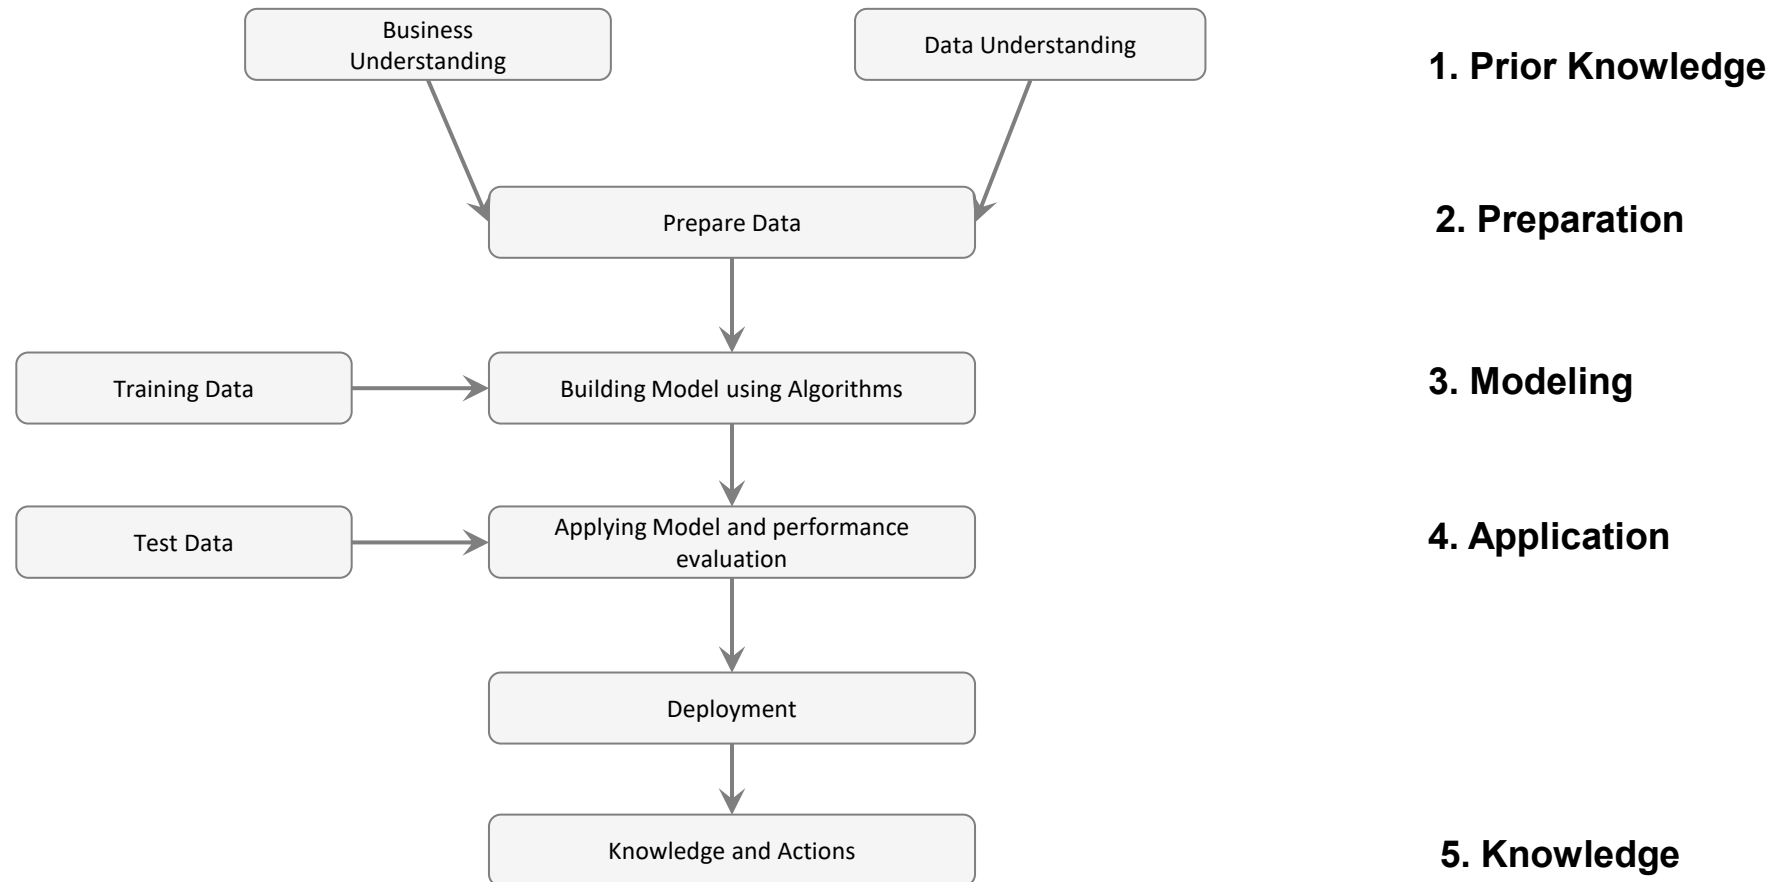 Business
Understanding
Data Understanding
1. Prior Knowledge
Prepare Data
2. Preparation
Training Data
Building Model using Algorithms
3. Modeling
Test Data
Applying Model and performance
evaluation
4. Application
Deployment
Knowledge and Actions
5. Knowledge